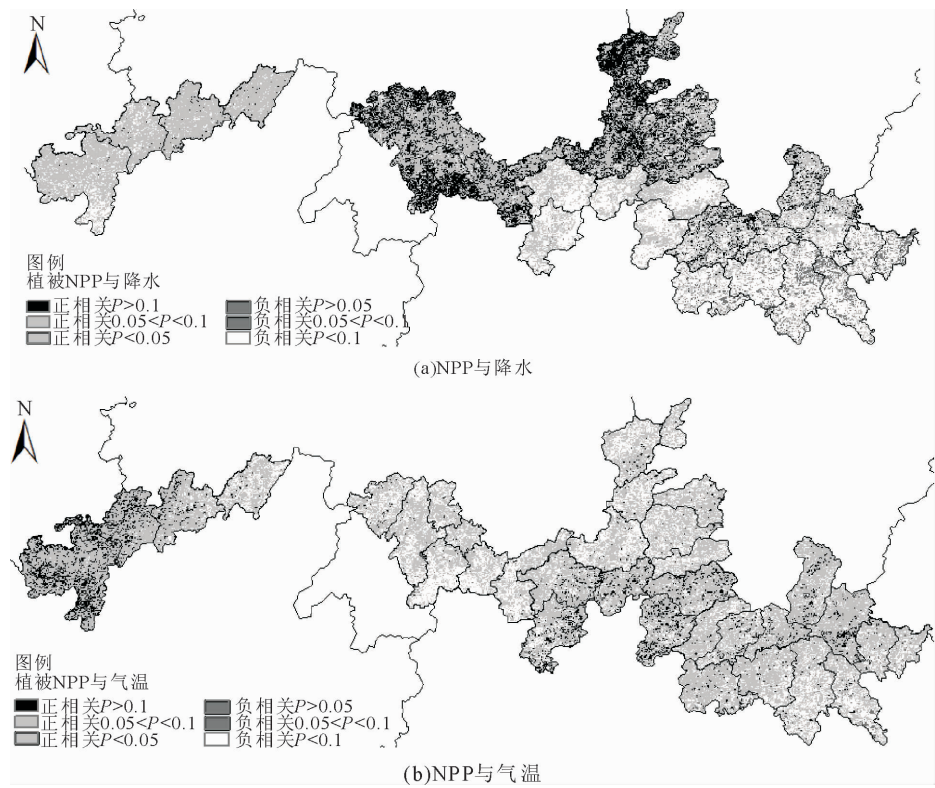 N
图例
植被NPP与降水
正相关P>0.1 负相关P>0.05
正相关0.05<P<0.1 负相关0.05<P<0.1
正相关P<0.05 负相关P<0.1
(a)NPP与降水
N
图例
植被NPP与气温
正相关P>0.1 负相关P>0.05
正相关0.05<P<0.1 负相关0.05<P<0.1
正相关P<0.05 负相关P<0.1
(b)NPP与气温